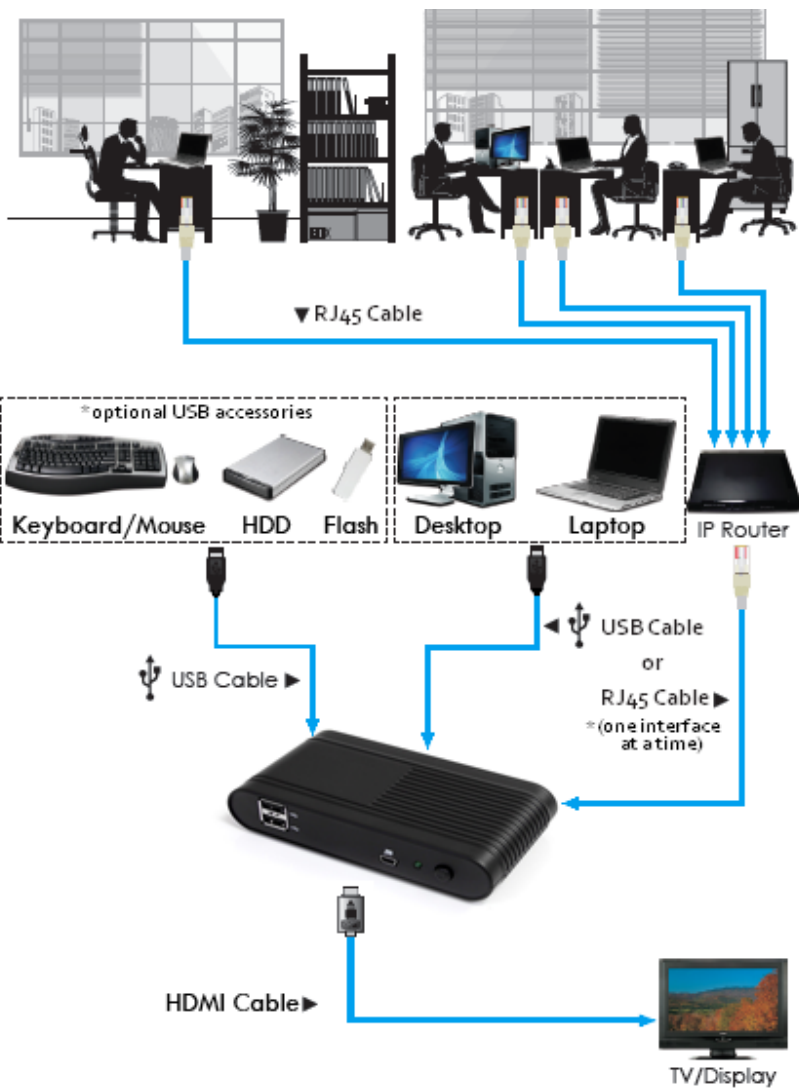 ▼RJ45 Cable
*optional USB accessories
Keyboard/Mouse
HDD
Flash
Desktop
Laptop
IP Router
USB Cable▶
◀ USB Cable
or
RJ45 Cable▶
*(one interface
at a time)
HDMI Cable▶
TV/Display